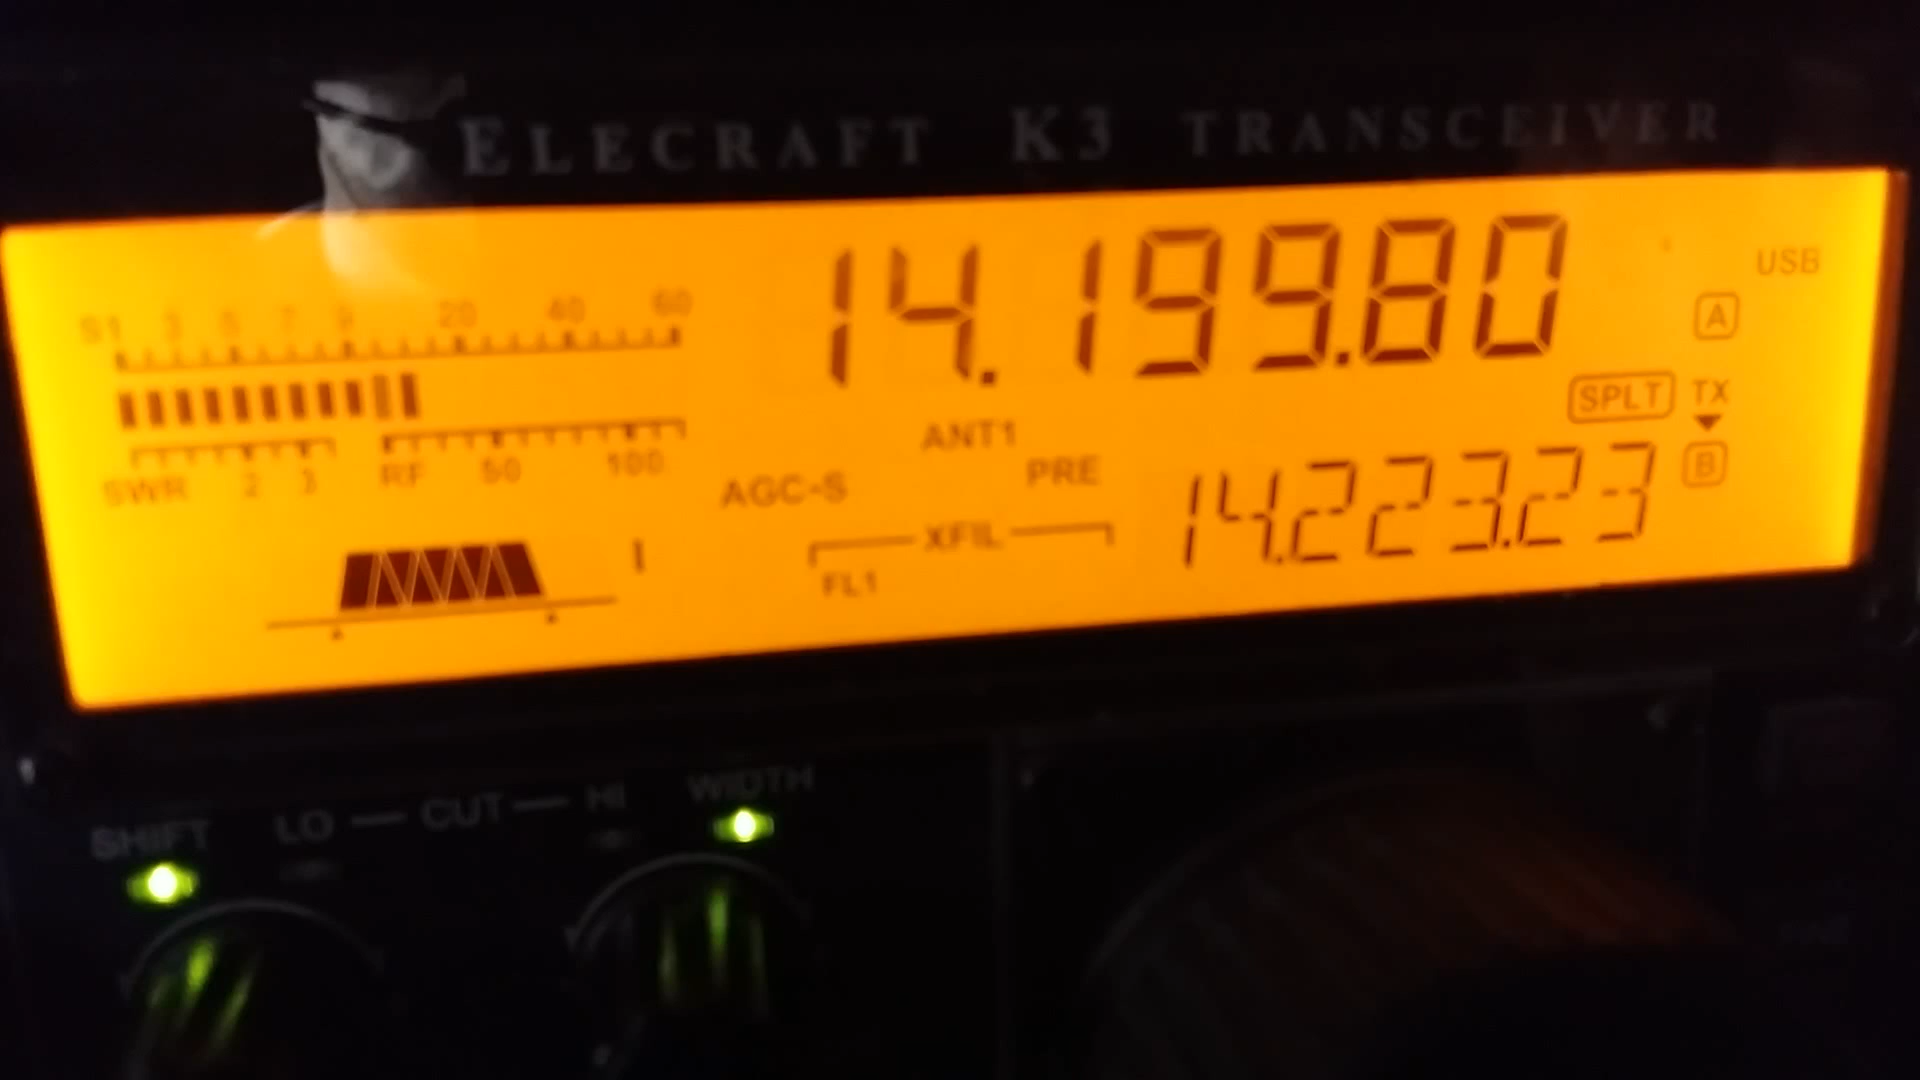 ELECRAFT K3 TRANSCEIVER
14.199.80
USB
S1 3 5 7 9 20 40 60
A
SPLT TX
ANT1
SWR 2 3 RF 50 100
AGC-S PRE
14.223.23 B
XFIL
FL1 I
SHIFT LO CUT HI WIDTH